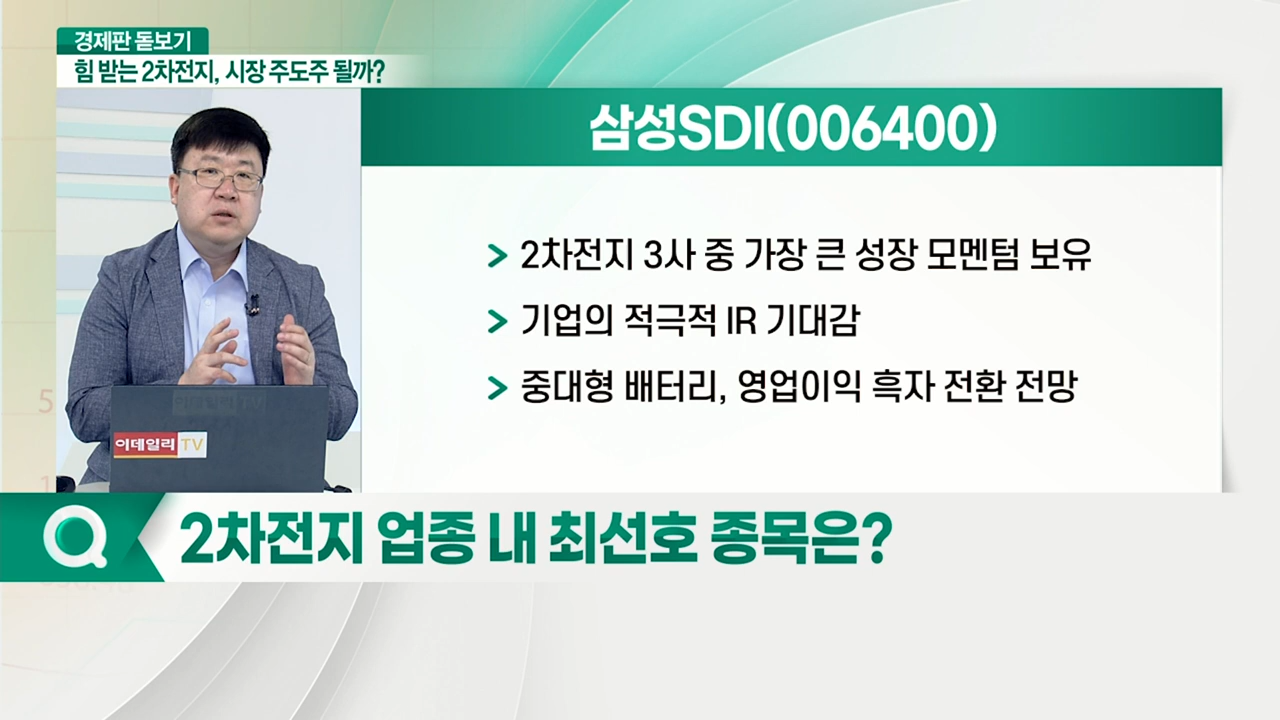 경제판 돋보기
힘 받는 2차전지, 시장 주도주 될까?
삼성SDI(006400)
> 2차전지 3사 중 가장 큰 성장 모멘텀 보유
> 기업의 적극적 IR 기대감
> 중대형 배터리, 영업이익 흑자 전환 전망
이데일리TV
Q 2차전지 업종 내 최선호 종목은?